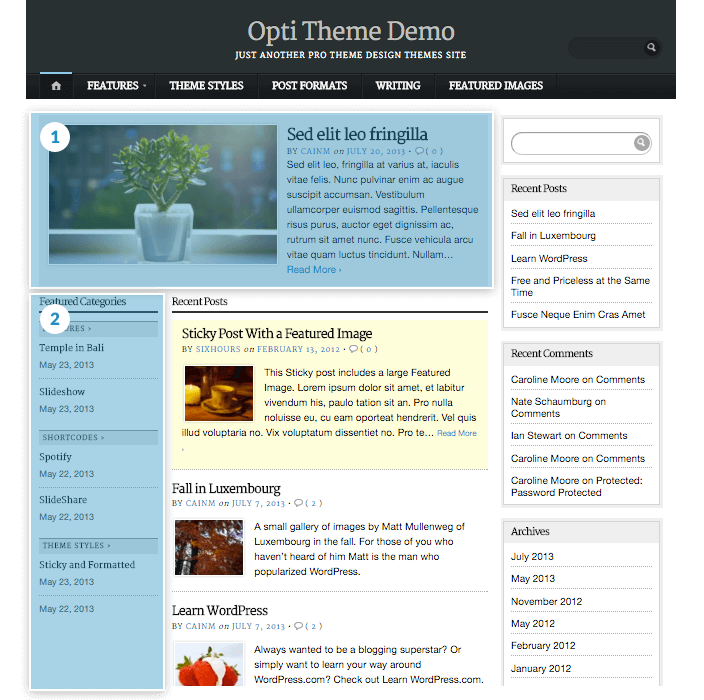 Opti Theme Demo
JUST ANOTHER PRO THEME DESIGN THEMES SITE
FEATURES THEME STYLES POST FORMATS WRITING FEATURED IMAGES
1
Sed elit leo fringilla
BY CAINM on JULY 20, 2013 • ( 0 )
Sed elit leo, fringilla at varius at, iaculis
vitae felis. Nunc pulvinar enim ac augue
suscipit accumsan. Vestibulum
ullamcorper euismod sagittis. Pellentesque
risus purus, auctor eget dignissim ac,
rutrum sit amet nunc. Fusce vehicula arcu
vitae quam luctus tincidunt. Nullam…
Read More ›
Featured Categories
2
URES ›
Temple in Bali
May 23, 2013
Slideshow
May 23, 2013
SHORTCODES ›
Spotify
May 22, 2013
SlideShare
May 22, 2013
THEME STYLES ›
Sticky and Formatted
May 23, 2013
May 22, 2013
Recent Posts
Sticky Post With a Featured Image
BY SIXHOURS on FEBRUARY 13, 2012 • ( 0 )
This Sticky post includes a large Featured
Image. Lorem ipsum dolor sit amet, et labitur
vivendum his, paulo tation sit an. Pro nulla
noluisse eu, cu eam oporteat hendrerit. Vel quis
illud voluptaria no. Vix voluptatum dissentiet no. Pro te… Read More
›
Fall in Luxembourg
BY CAINM on JULY 7, 2013 • ( 2 )
A small gallery of images by Matt Mullenweg of
Luxembourg in the fall. For those of you who
haven't heard of him Matt is the man who
popularized WordPress.
Learn WordPress
BY CAINM on JULY 7, 2013 • ( 2 )
Always wanted to be a blogging superstar? Or
simply want to learn your way around
WordPress.com? Check out Learn WordPress.com.
Recent Posts
Sed elit leo fringilla
Fall in Luxembourg
Learn WordPress
Free and Priceless at the Same
Time
Fusce Neque Enim Cras Amet
Recent Comments
Caroline Moore on Comments
Nate Schaumburg on
Comments
Ian Stewart on Comments
Caroline Moore on Comments
Caroline Moore on Protected:
Password Protected
Archives
July 2013
May 2013
November 2012
May 2012
February 2012
January 2012